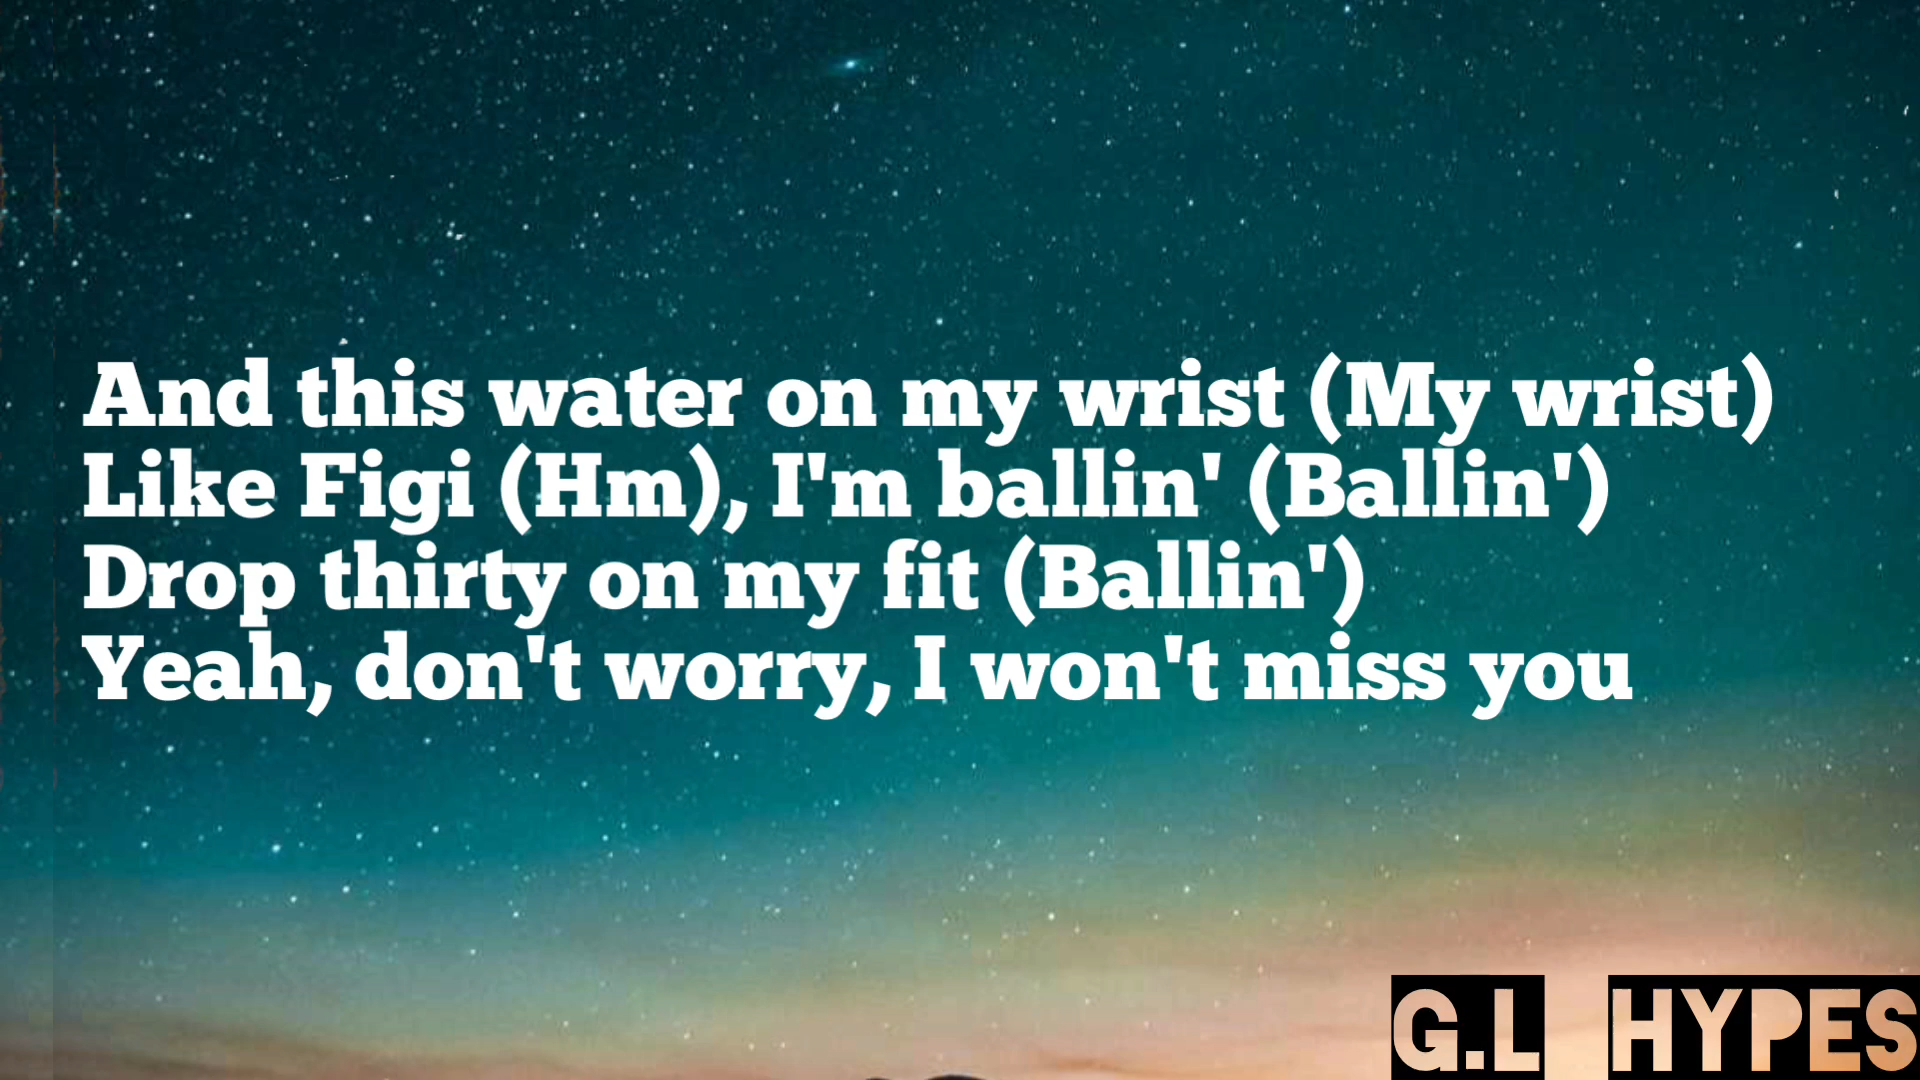 And this water on my wrist (My wrist)
Like Figi (Hm), I'm ballin' (Ballin')
Drop thirty on my fit (Ballin')
Yeah, don't worry, I won't miss you
G.L HYPES